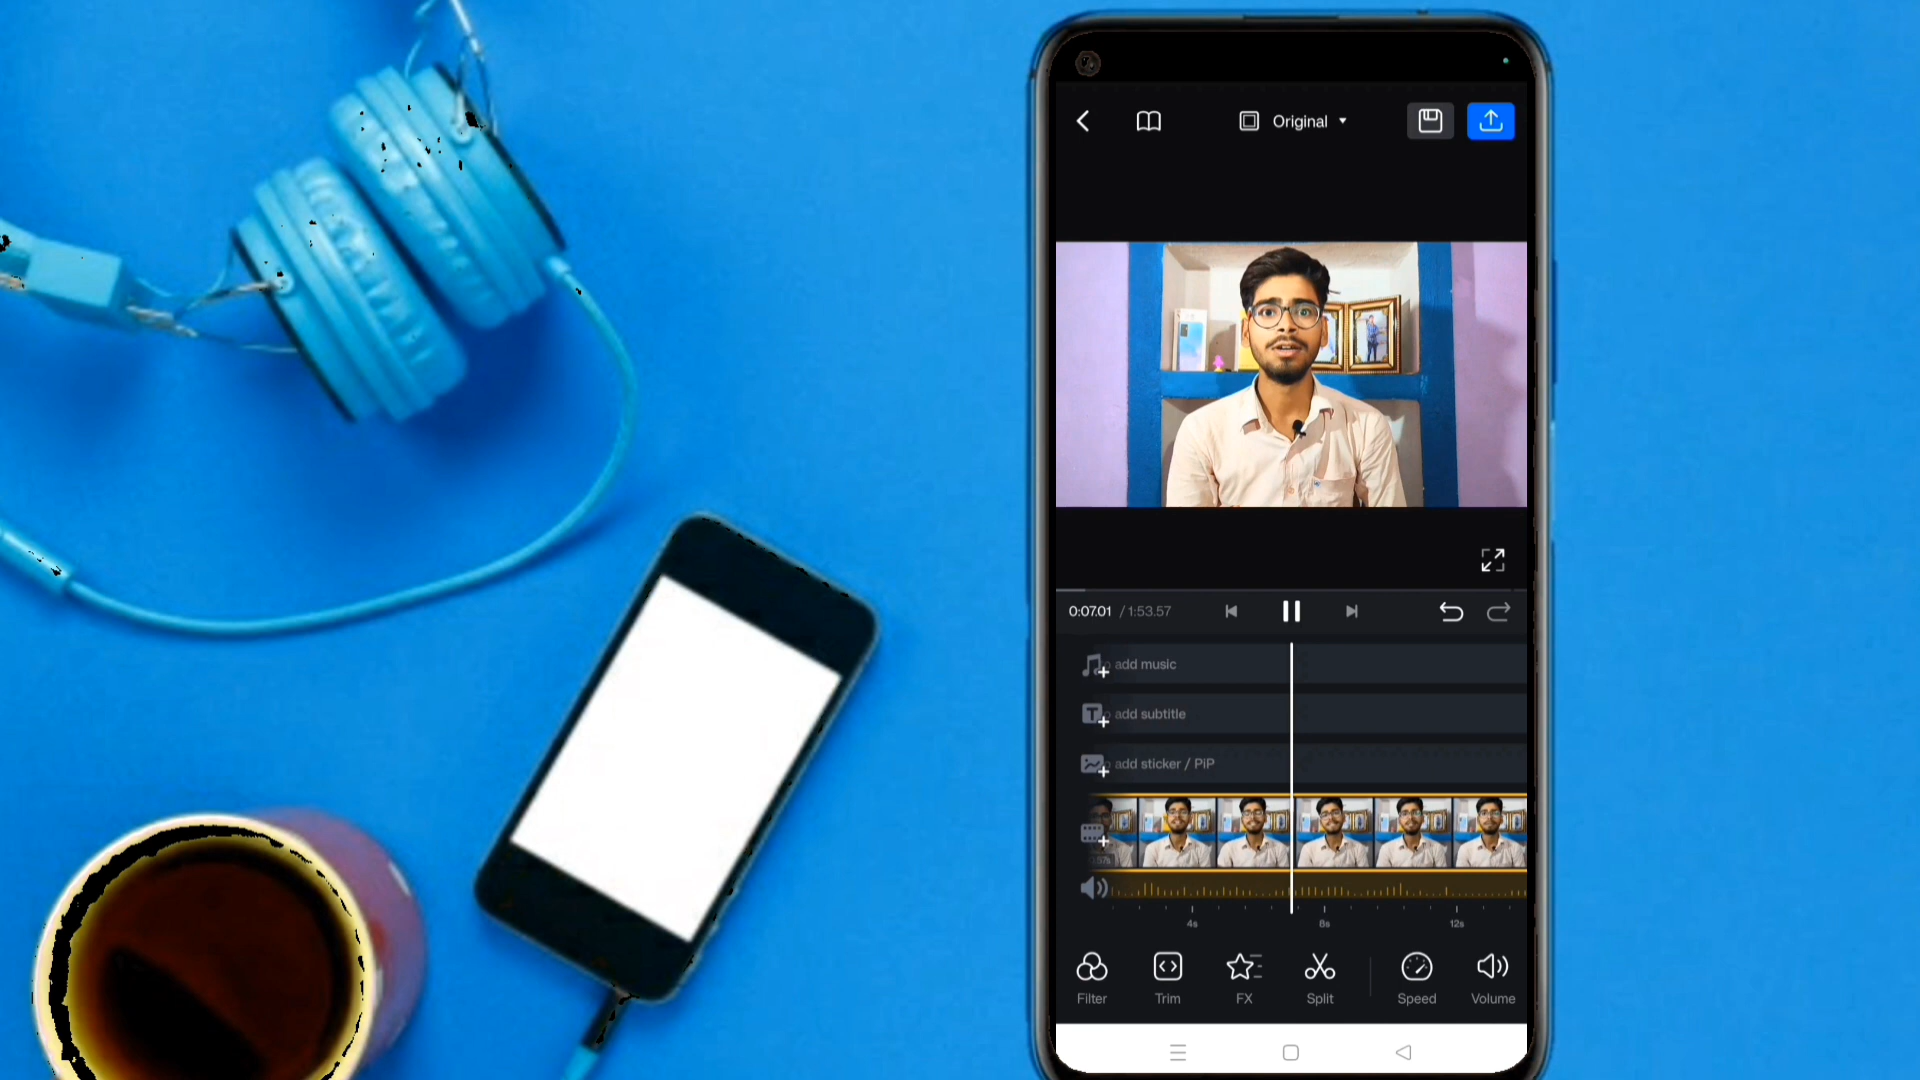 Original
0:07.01 / 1:53.57
add music
add subtitle
add sticker / PiP
4s 8s 12s
Filter Trim FX Split Speed Volume